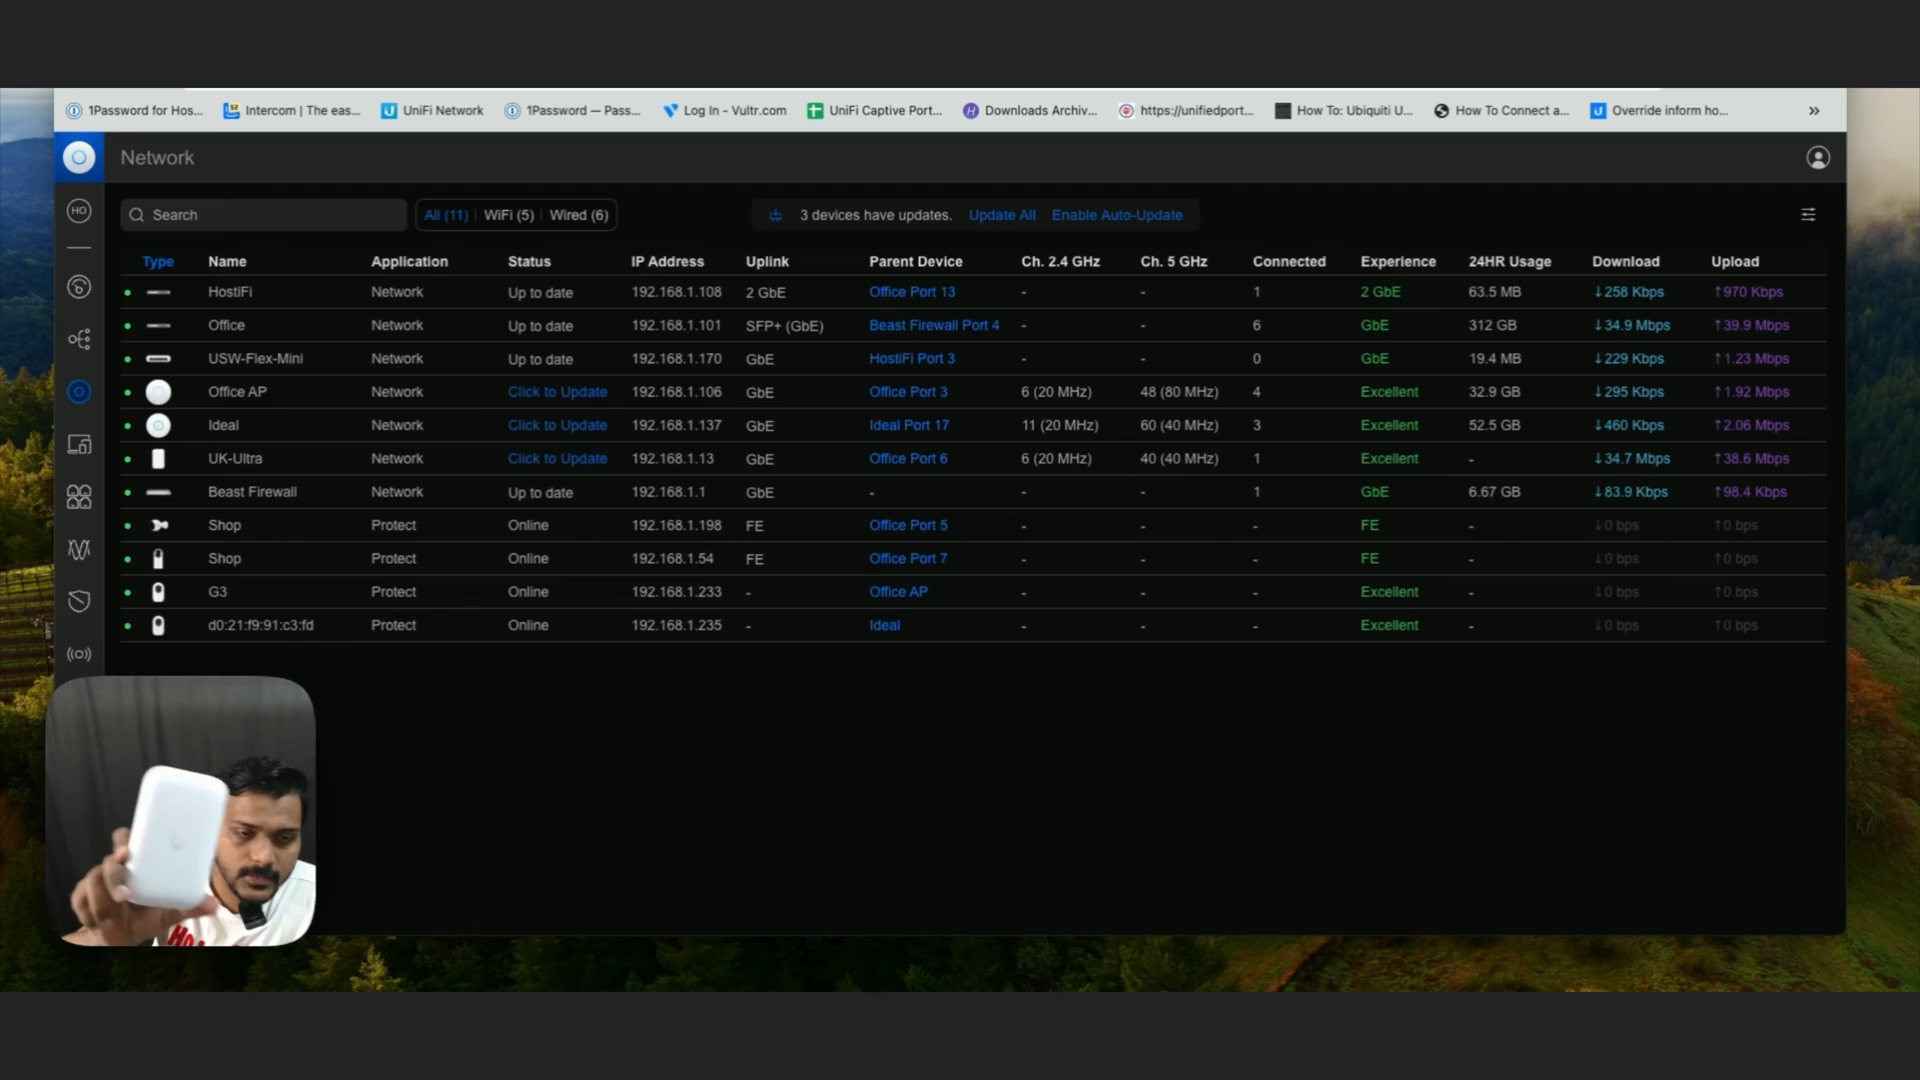 1Password for Hos... Intercom | The eas... UniFi Network 1Password — Pass... Log In - Vultr.com UniFi Captive Port... Downloads Archiv... https://unifiedport... How To: Ubiquiti U... How To Connect a... Override inform ho... »
Network
HO
Search All (11) WiFi (5) Wired (6) 3 devices have updates. Update All Enable Auto-Update
Type Name Application Status IP Address Uplink Parent Device Ch. 2.4 GHz Ch. 5 GHz Connected Experience 24HR Usage Download Upload
HostiFi Network Up to date 192.168.1.108 2 GbE Office Port 13 - - 1 2 GbE 63.5 MB ↓258 Kbps ↑970 Kbps
Office Network Up to date 192.168.1.101 SFP+ (GbE) Beast Firewall Port 4 - - 6 GbE 312 GB ↓34.9 Mbps ↑39.9 Mbps
USW-Flex-Mini Network Up to date 192.168.1.170 GbE HostiFi Port 3 - - 0 GbE 19.4 MB ↓229 Kbps ↑1.23 Mbps
Office AP Network Click to Update 192.168.1.106 GbE Office Port 3 6 (20 MHz) 48 (80 MHz) 4 Excellent 32.9 GB ↓295 Kbps ↑1.92 Mbps
Ideal Network Click to Update 192.168.1.137 GbE Ideal Port 17 11 (20 MHz) 60 (40 MHz) 3 Excellent 52.5 GB ↓460 Kbps ↑2.06 Mbps
UK-Ultra Network Click to Update 192.168.1.13 GbE Office Port 6 6 (20 MHz) 40 (40 MHz) 1 Excellent - ↓34.7 Mbps ↑38.6 Mbps
Beast Firewall Network Up to date 192.168.1.1 GbE - - - 1 GbE 6.67 GB ↓83.9 Kbps ↑98.4 Kbps
Shop Protect Online 192.168.1.198 FE Office Port 5 - - - FE - ↓0 bps ↑0 bps
Shop Protect Online 192.168.1.54 FE Office Port 7 - - - FE - ↓0 bps ↑0 bps
G3 Protect Online 192.168.1.233 - Office AP - - - Excellent - ↓0 bps ↑0 bps
d0:21:f9:91:c3:fd Protect Online 192.168.1.235 - Ideal - - - Excellent - ↓0 bps ↑0 bps